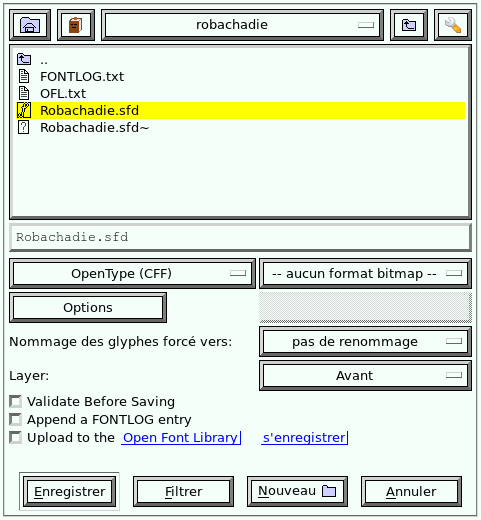 robachadie
..
FONTLOG.txt
OFL.txt
Robachadie.sfd
Robachadie.sfd~
Robachadie.sfd
OpenType (CFF) -- aucun format bitmap --
Options
Nommage des glyphes forcé vers: pas de renommage
Layer: Avant
Validate Before Saving
Append a FONTLOG entry
Upload to the Open Font Library s'enregistrer
Enregistrer Filtrer Nouveau Annuler